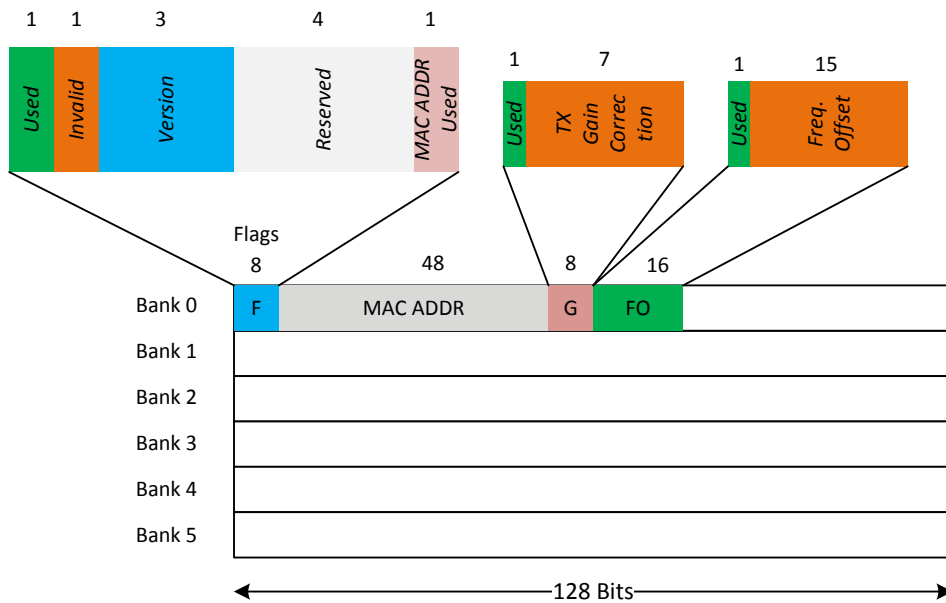 1 1 3 4 1
Used
Invalid
Version
Reserved
MAC ADDR
Used
1 7
Used
TX
Gain
Correc
tion
1 15
Used
Freq.
Offset
Flags
8 48 8 16
Bank 0 F MAC ADDR G FO
Bank 1
Bank 2
Bank 3
Bank 4
Bank 5
128 Bits